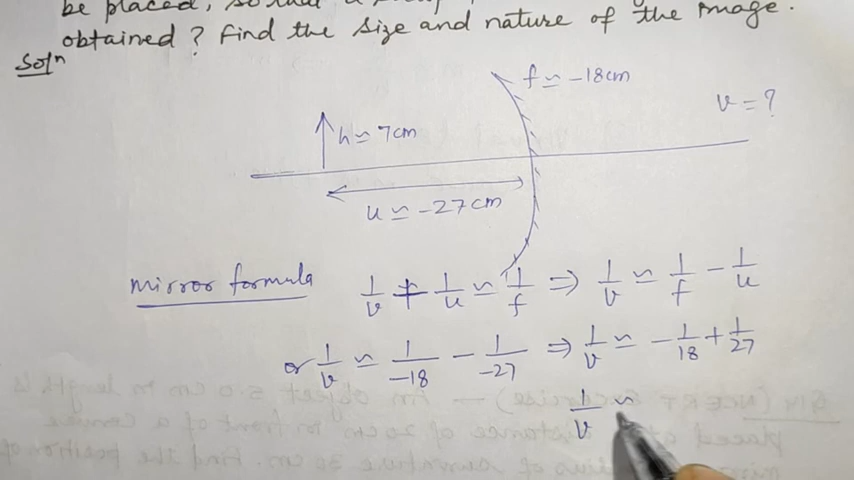 be placed, so that a
obtained ? Find the size and nature of the image.
Solⁿ
f ≃ -18cm
v = ?
h ≃ 7cm
u ≃ -27cm
mirror formula 1/v + 1/u ≃ 1/f ⇒ 1/v ≃ 1/f - 1/u
or 1/v ≃ 1/-18 - 1/-27 ⇒ 1/v ≃ -1/18 + 1/27
1/v ≃